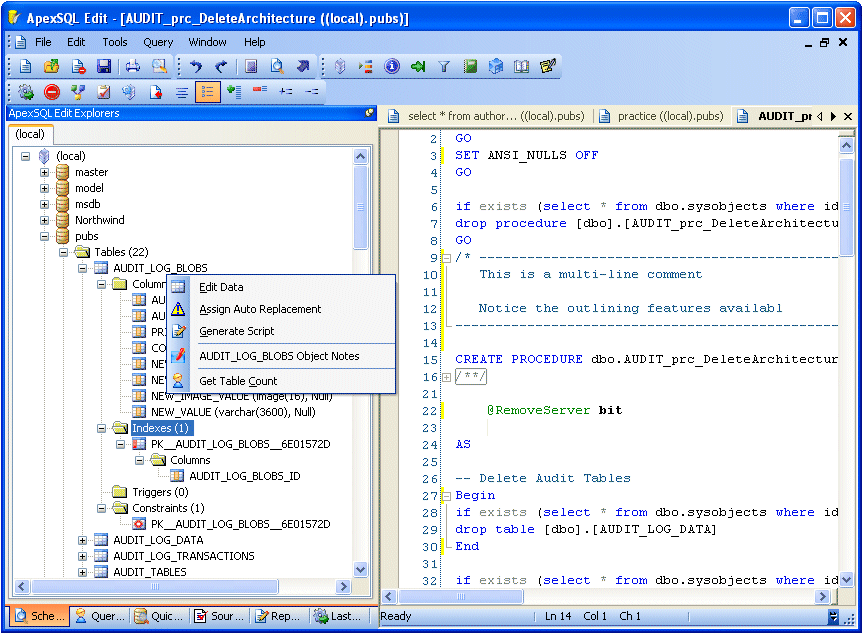 ApexSQL Edit - [AUDIT_prc_DeleteArchitecture ((local).pubs)]
File Edit Tools Query Window Help
ApexSQL Edit Explorers
(local)
(local)
master
model
msdb
Northwind
pubs
Tables (22)
AUDIT_LOG_BLOBS
Column
AU
AU
PRI
CO
NEW
NEW
NEW_IMAGE_VALUE (image(16), Null)
NEW_VALUE (varchar(3600), Null)
Indexes (1)
PK__AUDIT_LOG_BLOBS__6E01572D
Columns
AUDIT_LOG_BLOBS_ID
Triggers (0)
Constraints (1)
PK__AUDIT_LOG_BLOBS__6E01572D
AUDIT_LOG_DATA
AUDIT_LOG_TRANSACTIONS
AUDIT_TABLES
Edit Data
Assign Auto Replacement
Generate Script
AUDIT_LOG_BLOBS Object Notes
Get Table Count
Sche... Quer... Quic... Sour... Rep... Last...
select * from author... ((local).pubs) practice ((local).pubs) AUDIT_pr
2 GO
3 SET ANSI_NULLS OFF
4 GO
5
6 if exists (select * from dbo.sysobjects where id
7 drop procedure [dbo].[AUDIT_prc_DeleteArchitectu
8 GO
9 /* ---------------------------------------------
10 This is a multi-line comment
11
12 Notice the outlining features availabl
13 ------------------------------------------------
14
15 CREATE PROCEDURE dbo.AUDIT_prc_DeleteArchitectur
16 /**/
21
22 @RemoveServer bit
23
24 AS
25
26 -- Delete Audit Tables
27 Begin
28 if exists (select * from dbo.sysobjects where id
29 drop table [dbo].[AUDIT_LOG_DATA]
30 End
31
32 if exists (select * from dbo.sysobjects where id
Ready Ln 14 Col 1 Ch 1